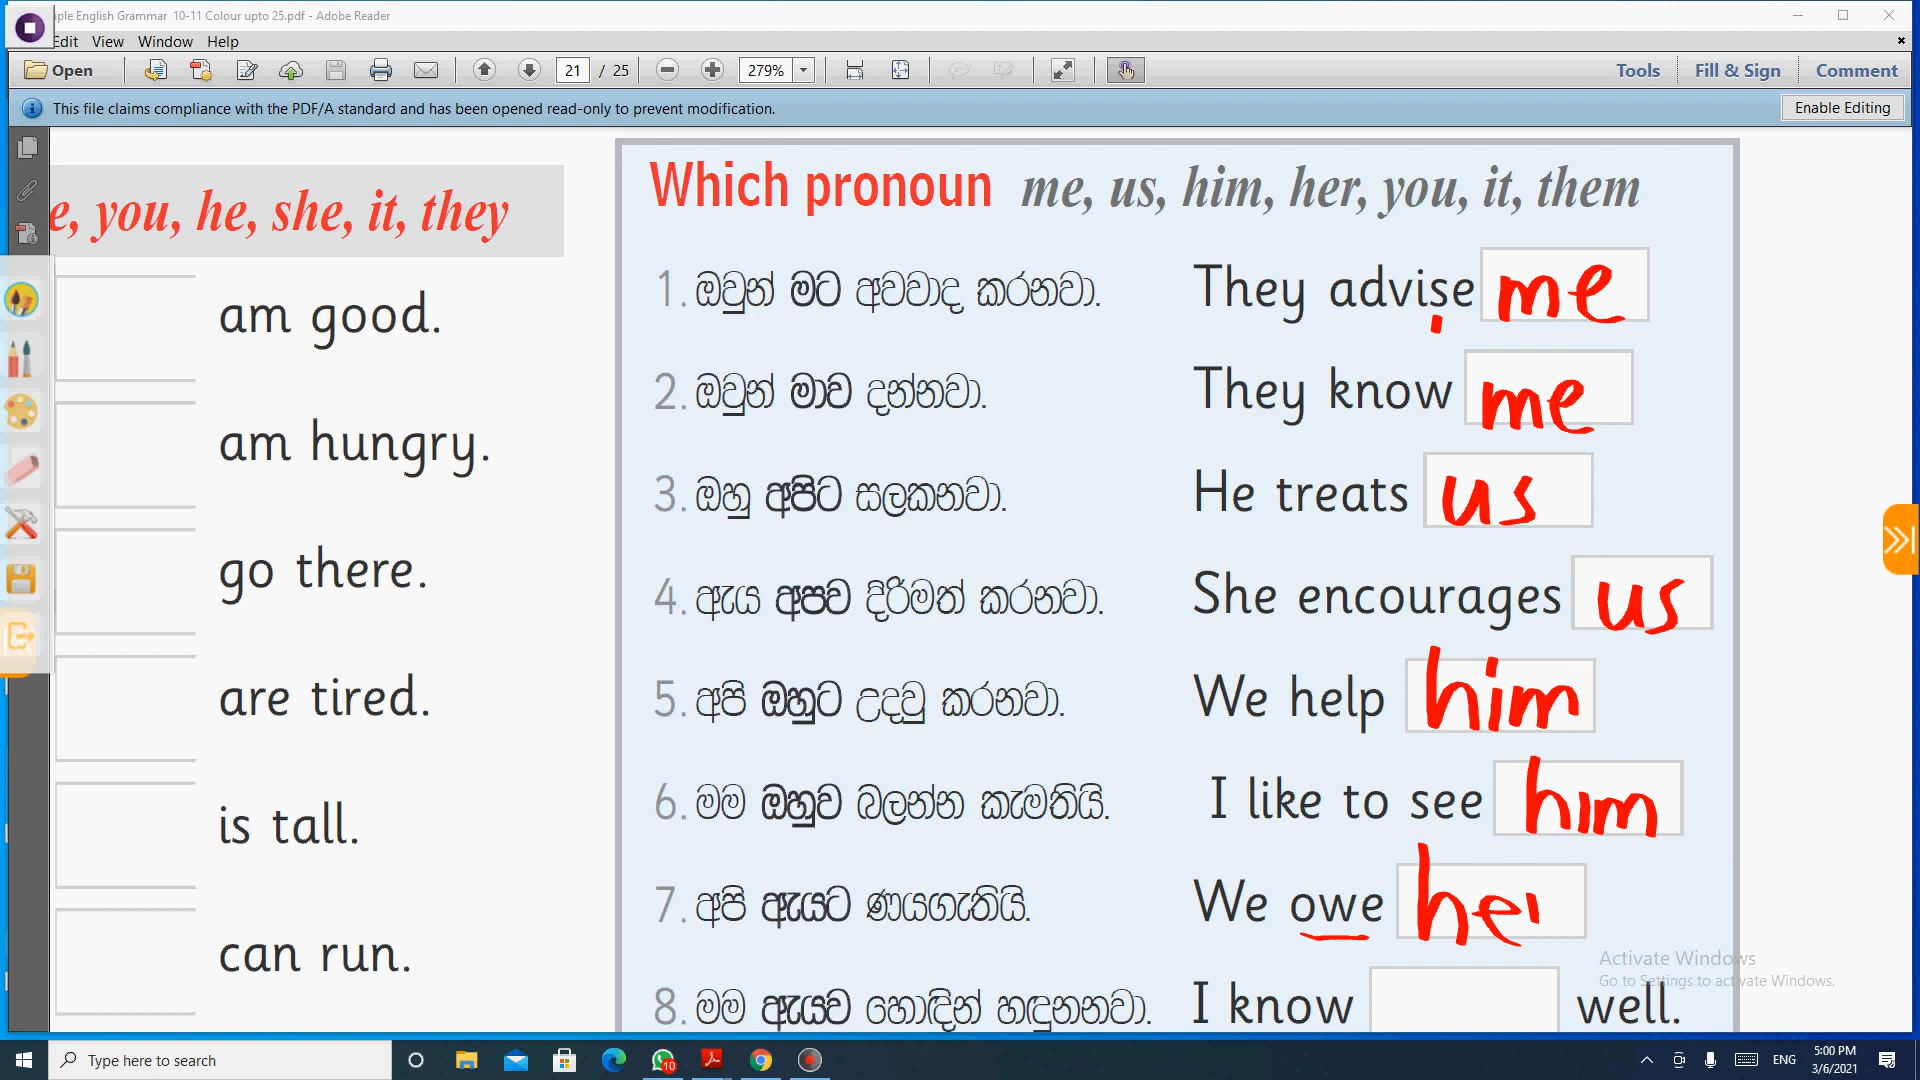 ple English Grammar 10-11 Colour upto 25.pdf - Adobe Reader
Edit View Window Help
Open 21 / 25 279% Tools Fill & Sign Comment
This file claims compliance with the PDF/A standard and has been opened read-only to prevent modification. Enable Editing
e, you, he, she, it, they
am good.
am hungry.
go there.
are tired.
is tall.
can run.
Which pronoun me, us, him, her, you, it, them
1. ඔවුන් මට අවවාද කරනවා. They advise me
2. ඔවුන් මාව දන්නවා. They know me
3. ඔහු අපිට සලකනවා. He treats us
4. ඇය අපව දිරිමත් කරනවා. She encourages us
5. අපි ඔහුට උදවු කරනවා. We help him
6. මම ඔහුව බලන්න කැමතියි. I like to see him
7. අපි ඇයට ණයගැතියි. We owe her
8. මම ඇයව හොඳින් හඳුනනවා. I know well.
Activate Windows
Go to Settings to activate Windows.
Type here to search
10
ENG
5:00 PM
3/6/2021